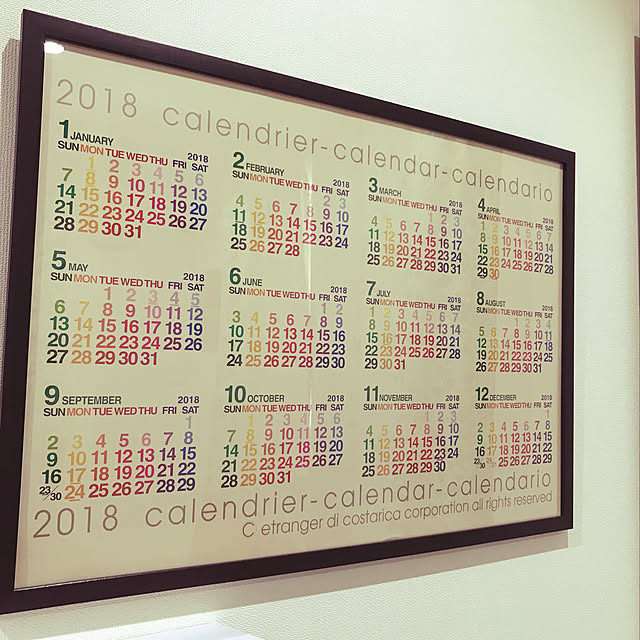 2018 calendrier-calendar-calendario
1 JANUARY 2018
SUN MON TUE WED THU FRI SAT
1 2 3 4 5 6
7 8 9 10 11 12 13
14 15 16 17 18 19 20
21 22 23 24 25 26 27
28 29 30 31
2 FEBRUARY 2018
SUN MON TUE WED THU FRI SAT
1 2 3
4 5 6 7 8 9 10
11 12 13 14 15 16 17
18 19 20 21 22 23 24
25 26 27 28
3 MARCH 2018
SUN MON TUE WED THU FRI SAT
1 2 3
4 5 6 7 8 9 10
11 12 13 14 15 16 17
18 19 20 21 22 23 24
25 26 27 28 29 30 31
4 APRIL 2018
SUN MON TUE WED THU FRI SAT
1 2 3 4 5 6 7
8 9 10 11 12 13 14
15 16 17 18 19 20 21
22 23 24 25 26 27 28
29 30
5 MAY 2018
SUN MON TUE WED THU FRI SAT
1 2 3 4 5
6 7 8 9 10 11 12
13 14 15 16 17 18 19
20 21 22 23 24 25 26
27 28 29 30 31
6 JUNE 2018
SUN MON TUE WED THU FRI SAT
1 2
3 4 5 6 7 8 9
10 11 12 13 14 15 16
17 18 19 20 21 22 23
24 25 26 27 28 29 30
7 JULY 2018
SUN MON TUE WED THU FRI SAT
1 2 3 4 5 6 7
8 9 10 11 12 13 14
15 16 17 18 19 20 21
22 23 24 25 26 27 28
29 30 31
8 AUGUST 2018
SUN MON TUE WED THU FRI SAT
1 2 3 4
5 6 7 8 9 10 11
12 13 14 15 16 17 18
19 20 21 22 23 24 25
26 27 28 29 30 31
9 SEPTEMBER 2018
SUN MON TUE WED THU FRI SAT
1
2 3 4 5 6 7 8
9 10 11 12 13 14 15
16 17 18 19 20 21 22
23/30 24 25 26 27 28 29
10 OCTOBER 2018
SUN MON TUE WED THU FRI SAT
1 2 3 4 5 6
7 8 9 10 11 12 13
14 15 16 17 18 19 20
21 22 23 24 25 26 27
28 29 30 31
11 NOVEMBER 2018
SUN MON TUE WED THU FRI SAT
1 2 3
4 5 6 7 8 9 10
11 12 13 14 15 16 17
18 19 20 21 22 23 24
25 26 27 28 29 30
12 DECEMBER 2018
SUN MON TUE WED THU FRI SAT
1
2 3 4 5 6 7 8
9 10 11 12 13 14 15
16 17 18 19 20 21 22
23/30 24/31 25 26 27 28 29
2018 calendrier-calendar-calendario
C etranger di costarica corporation all rights reserved